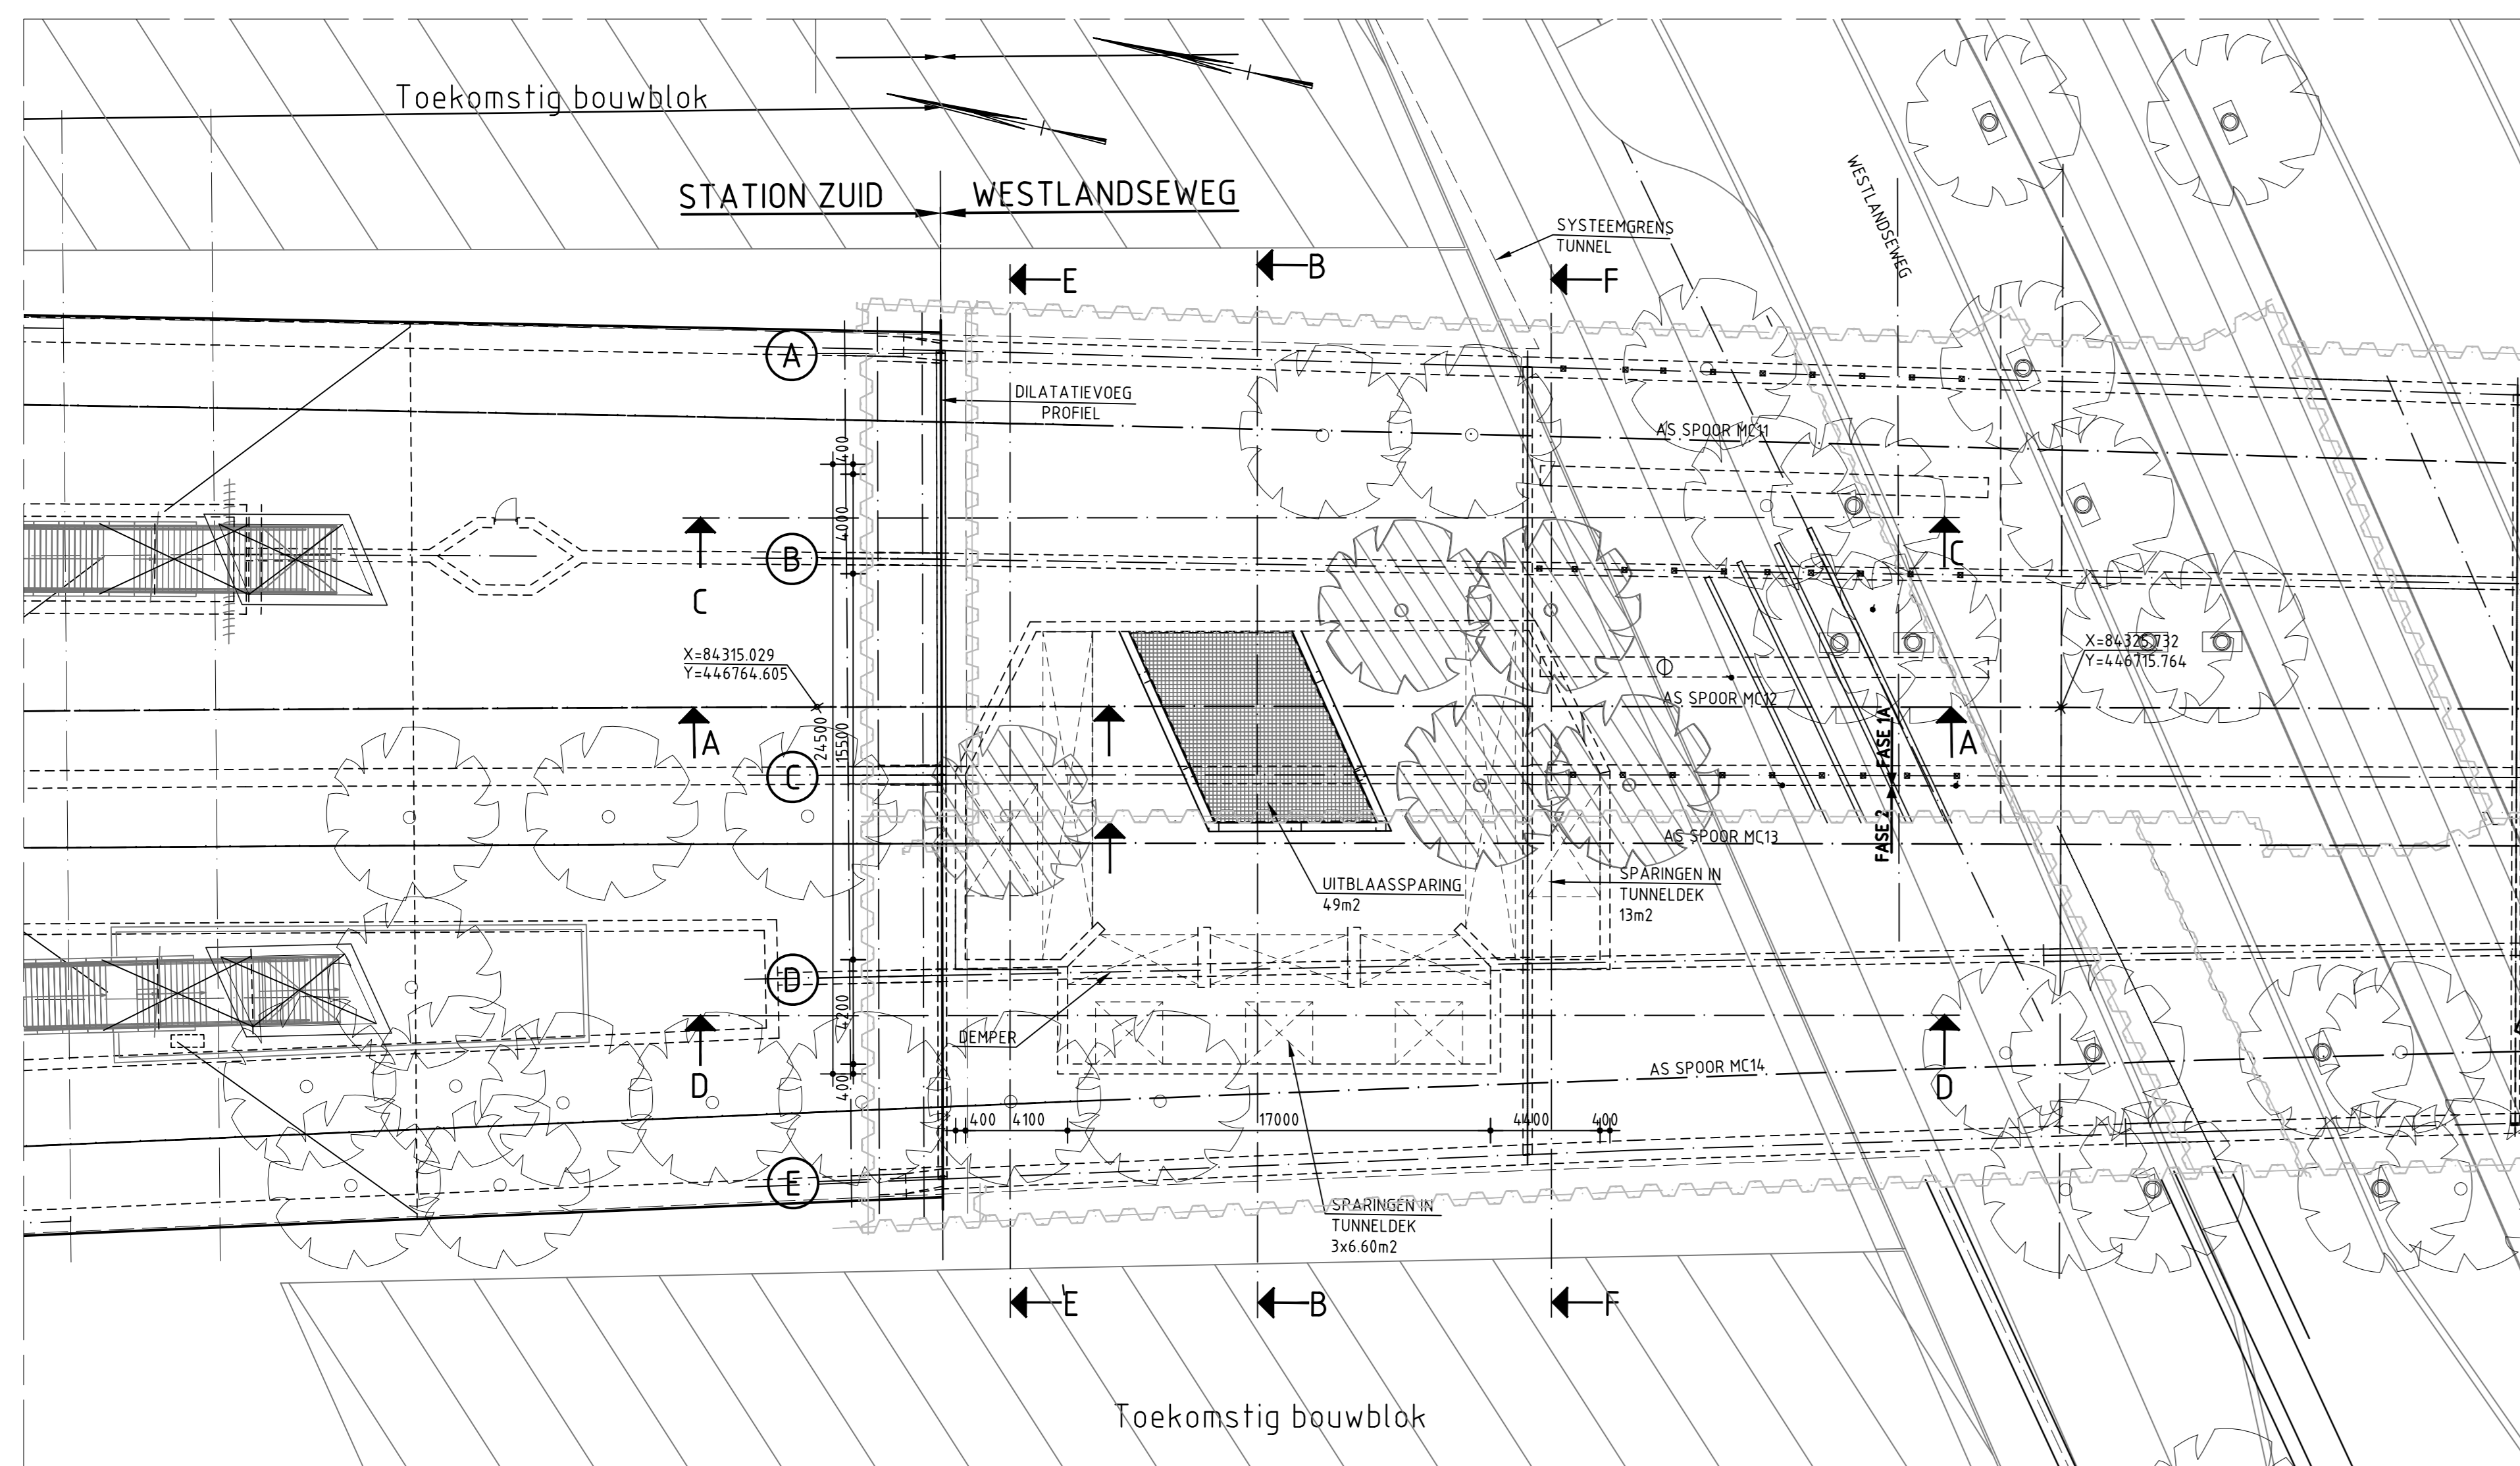 Toekomstig bouwblok
STATION ZUID
WESTLANDSEWEG
SYSTEEMGRENS
TUNNEL
WESTLANDSEWEG
E
B
F
A
DILATATIEVOEG
PROFIEL
AS SPOOR MC11
400
4000
B
C
C
X=84315.029
Y=446764.605
X=84325.732
Y=446715.764
AS SPOOR MC12
A
24500
15500
FASE 1A
A
C
FASE 2
AS SPOOR MC13
UITBLAASSPARING
49m2
SPARINGEN IN
TUNNELDEK
13m2
D
4200
DEMPER
D
AS SPOOR MC14
D
400
400
4100
17000
4400
400
E
SPARINGEN IN
TUNNELDEK
3x6.60m2
E
B
F
Toekomstig bouwblok